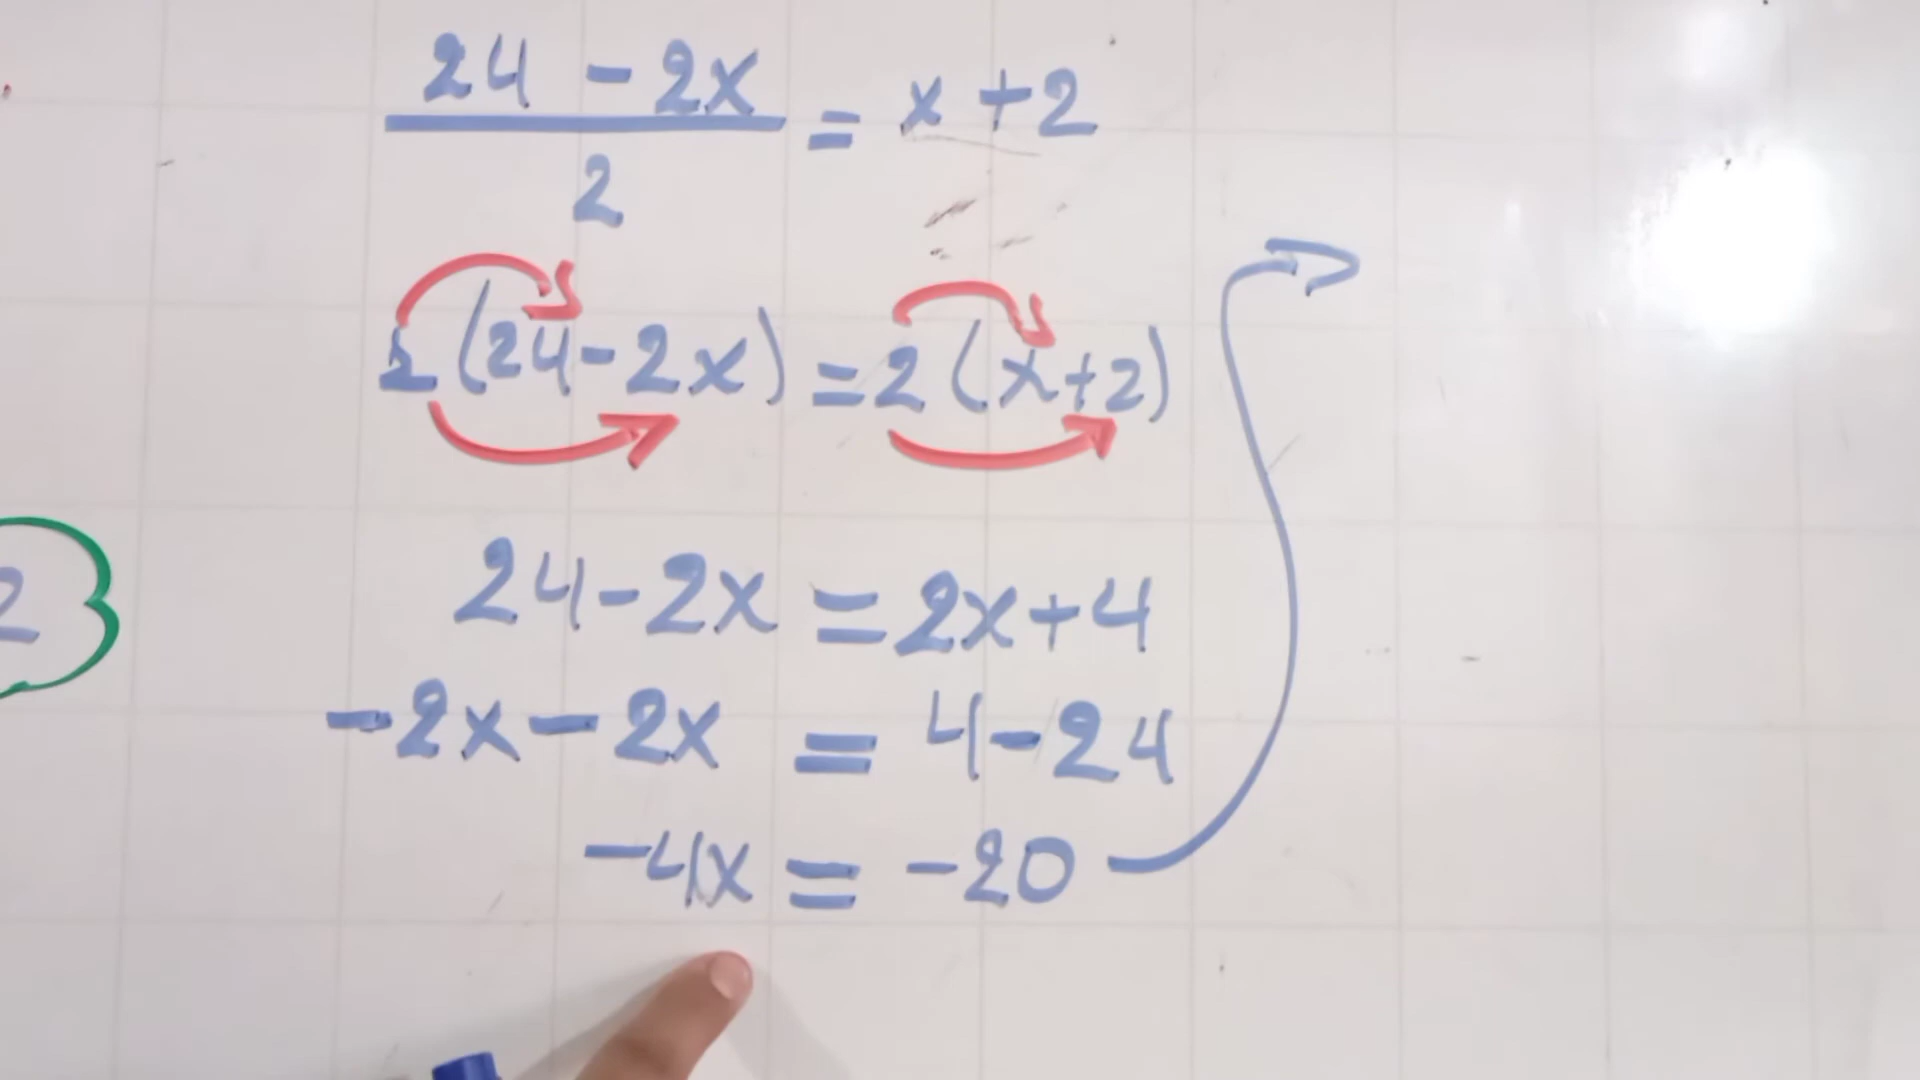 24 - 2x
= x + 2
2
1(24-2x) = 2(x+2)
24-2x = 2x+4
2
-2x - 2x = 4-24
-4x = -20